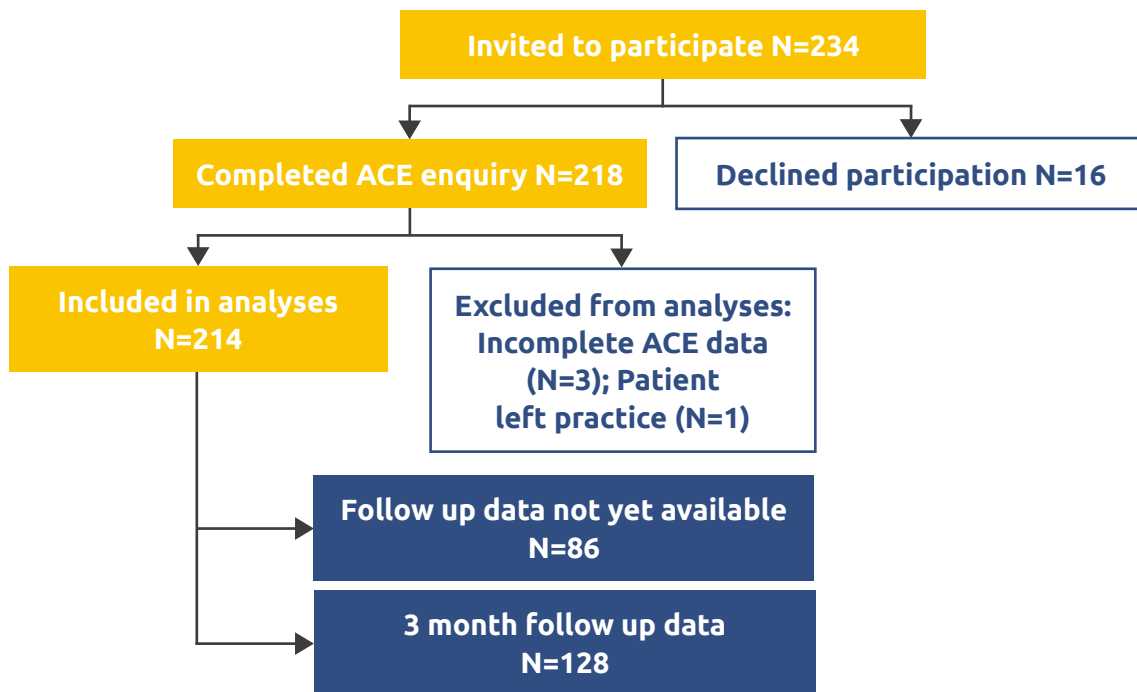 Invited to participate N=234
Completed ACE enquiry N=218
Declined participation N=16
Included in analyses
N=214
Excluded from analyses:
Incomplete ACE data
(N=3); Patient
left practice (N=1)
Follow up data not yet available
N=86
3 month follow up data
N=128